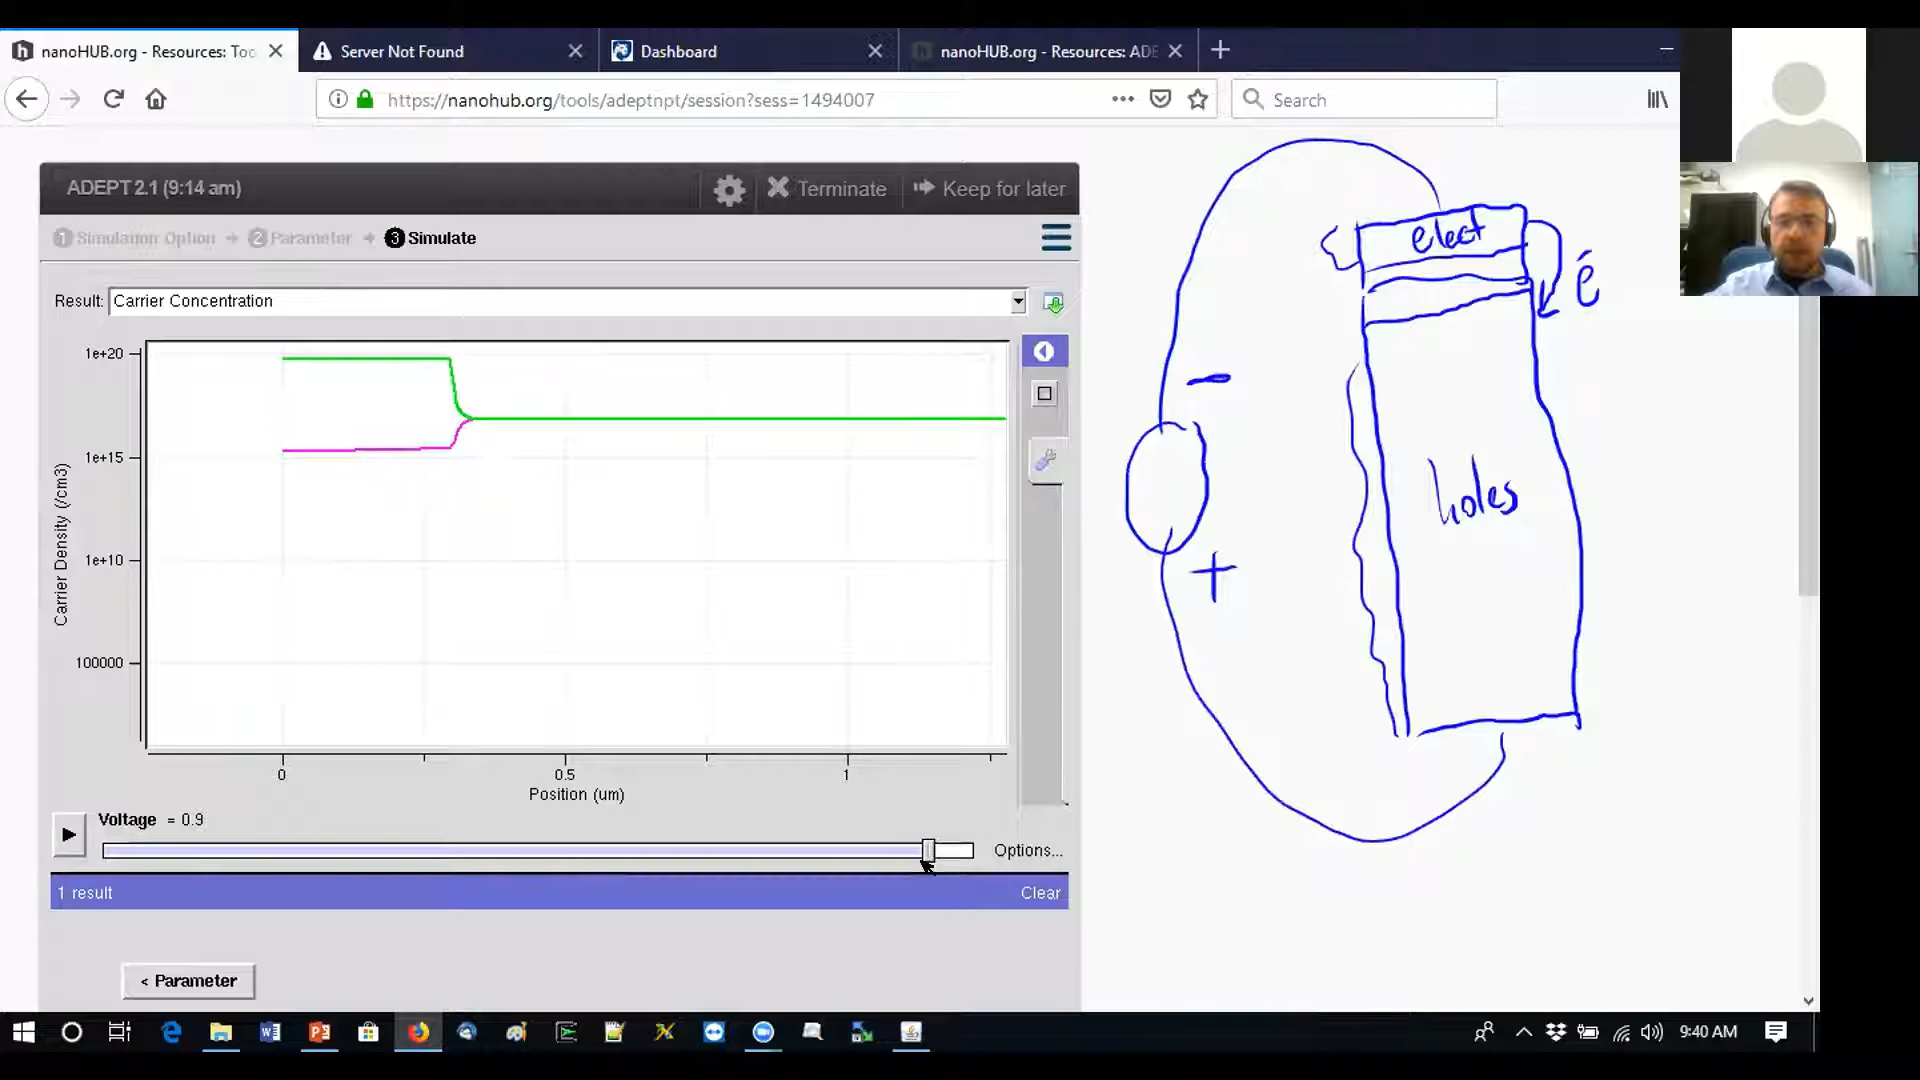 nanoHUB.org - Resources: Too
Server Not Found
Dashboard
nanoHUB.org - Resources: ADE
https://nanohub.org/tools/adeptnpt/session?sess=1494007
Search
ADEPT 2.1 (9:14 am)
Terminate
Keep for later
1 Simulation Option
2 Parameter
3 Simulate
Result: Carrier Concentration
1e+20
1e+15
1e+10
100000
Carrier Density (/cm3)
0
0.5
1
Position (um)
Voltage = 0.9
Options...
1 result
Clear
< Parameter
elect
holes
-
+
9:40 AM